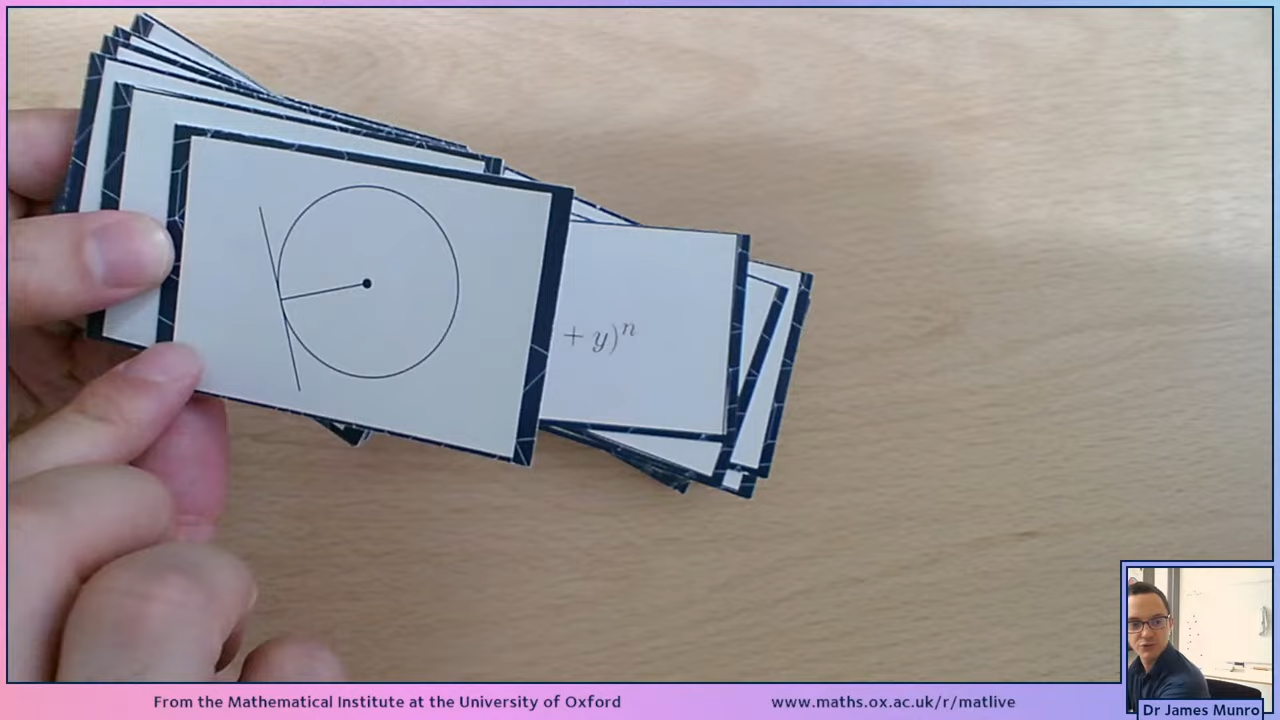 + y)ⁿ
From the Mathematical Institute at the University of Oxford
www.maths.ox.ac.uk/r/matlive
Dr James Munro